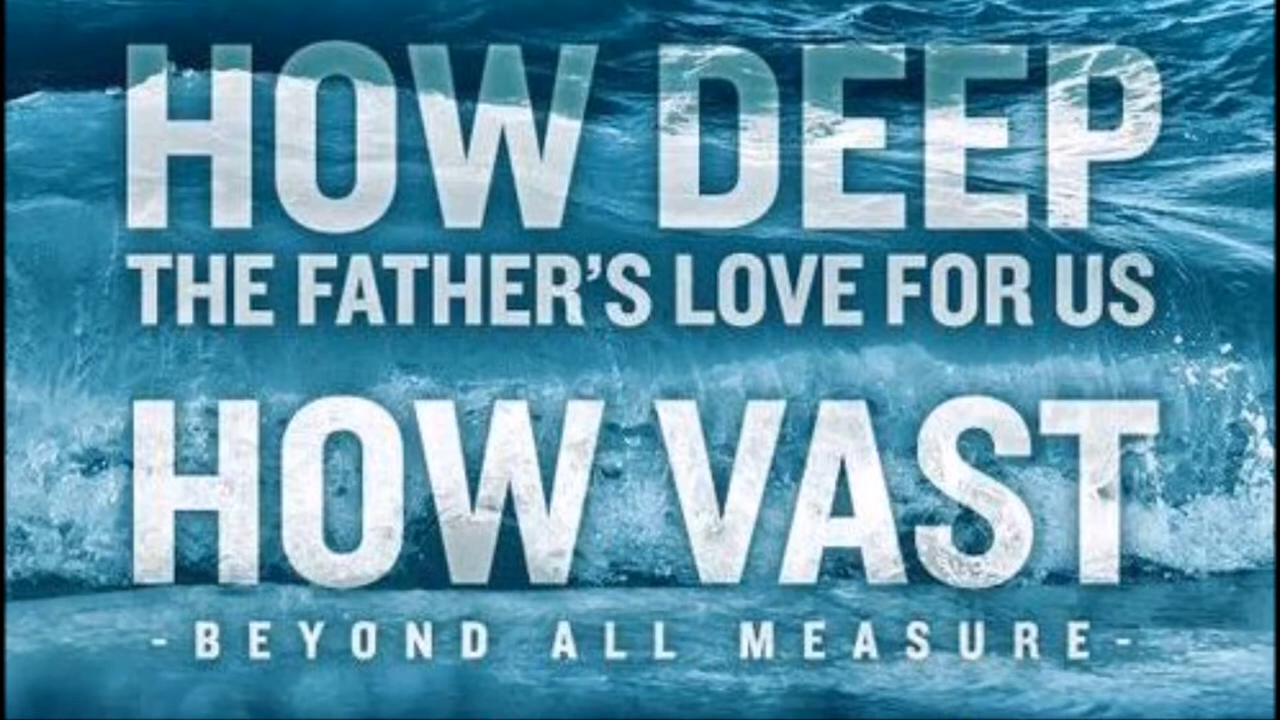 HOW DEEP
THE FATHER’S LOVE FOR US
HOW VAST
-BEYOND ALL MEASURE-